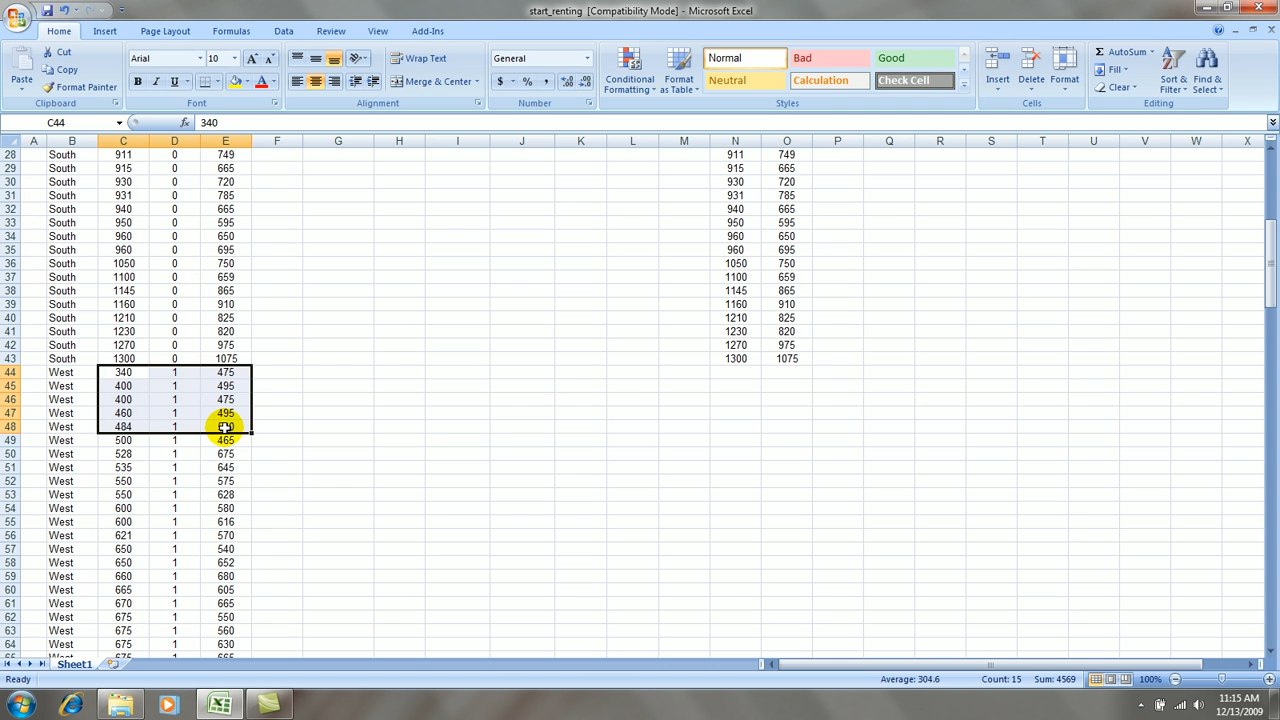 start_renting [Compatibility Mode] - Microsoft Excel
Home Insert Page Layout Formulas Data Review View Add-Ins
Paste Cut Copy Format Painter Clipboard
Arial 10 A A B I U A Font
Wrap Text Merge & Center Alignment
General $ % , Number
Conditional Formatting Format as Table Normal Bad Good Neutral Calculation Check Cell Styles
Insert Delete Format Cells
AutoSum Fill Clear Sort & Filter Find & Select Editing
C44 fx 340
A B C D E F G H I J K L M N O P Q R S T U V W X
28 South 911 0 749 911 749
29 South 915 0 665 915 665
30 South 930 0 720 930 720
31 South 931 0 785 931 785
32 South 940 0 665 940 665
33 South 950 0 595 950 595
34 South 960 0 650 960 650
35 South 960 0 695 960 695
36 South 1050 0 750 1050 750
37 South 1100 0 659 1100 659
38 South 1145 0 865 1145 865
39 South 1160 0 910 1160 910
40 South 1210 0 825 1210 825
41 South 1230 0 820 1230 820
42 South 1270 0 975 1270 975
43 South 1300 0 1075 1300 1075
44 West 340 1 475
45 West 400 1 495
46 West 400 1 475
47 West 460 1 495
48 West 484 1
49 West 500 1 465
50 West 528 1 675
51 West 535 1 645
52 West 550 1 575
53 West 550 1 628
54 West 600 1 580
55 West 600 1 616
56 West 621 1 570
57 West 650 1 540
58 West 650 1 652
59 West 660 1 680
60 West 665 1 605
61 West 670 1 665
62 West 675 1 550
63 West 675 1 560
64 West 675 1 630
Sheet1
Ready Average: 304.6 Count: 15 Sum: 4569 100%
11:15 AM
12/13/2009